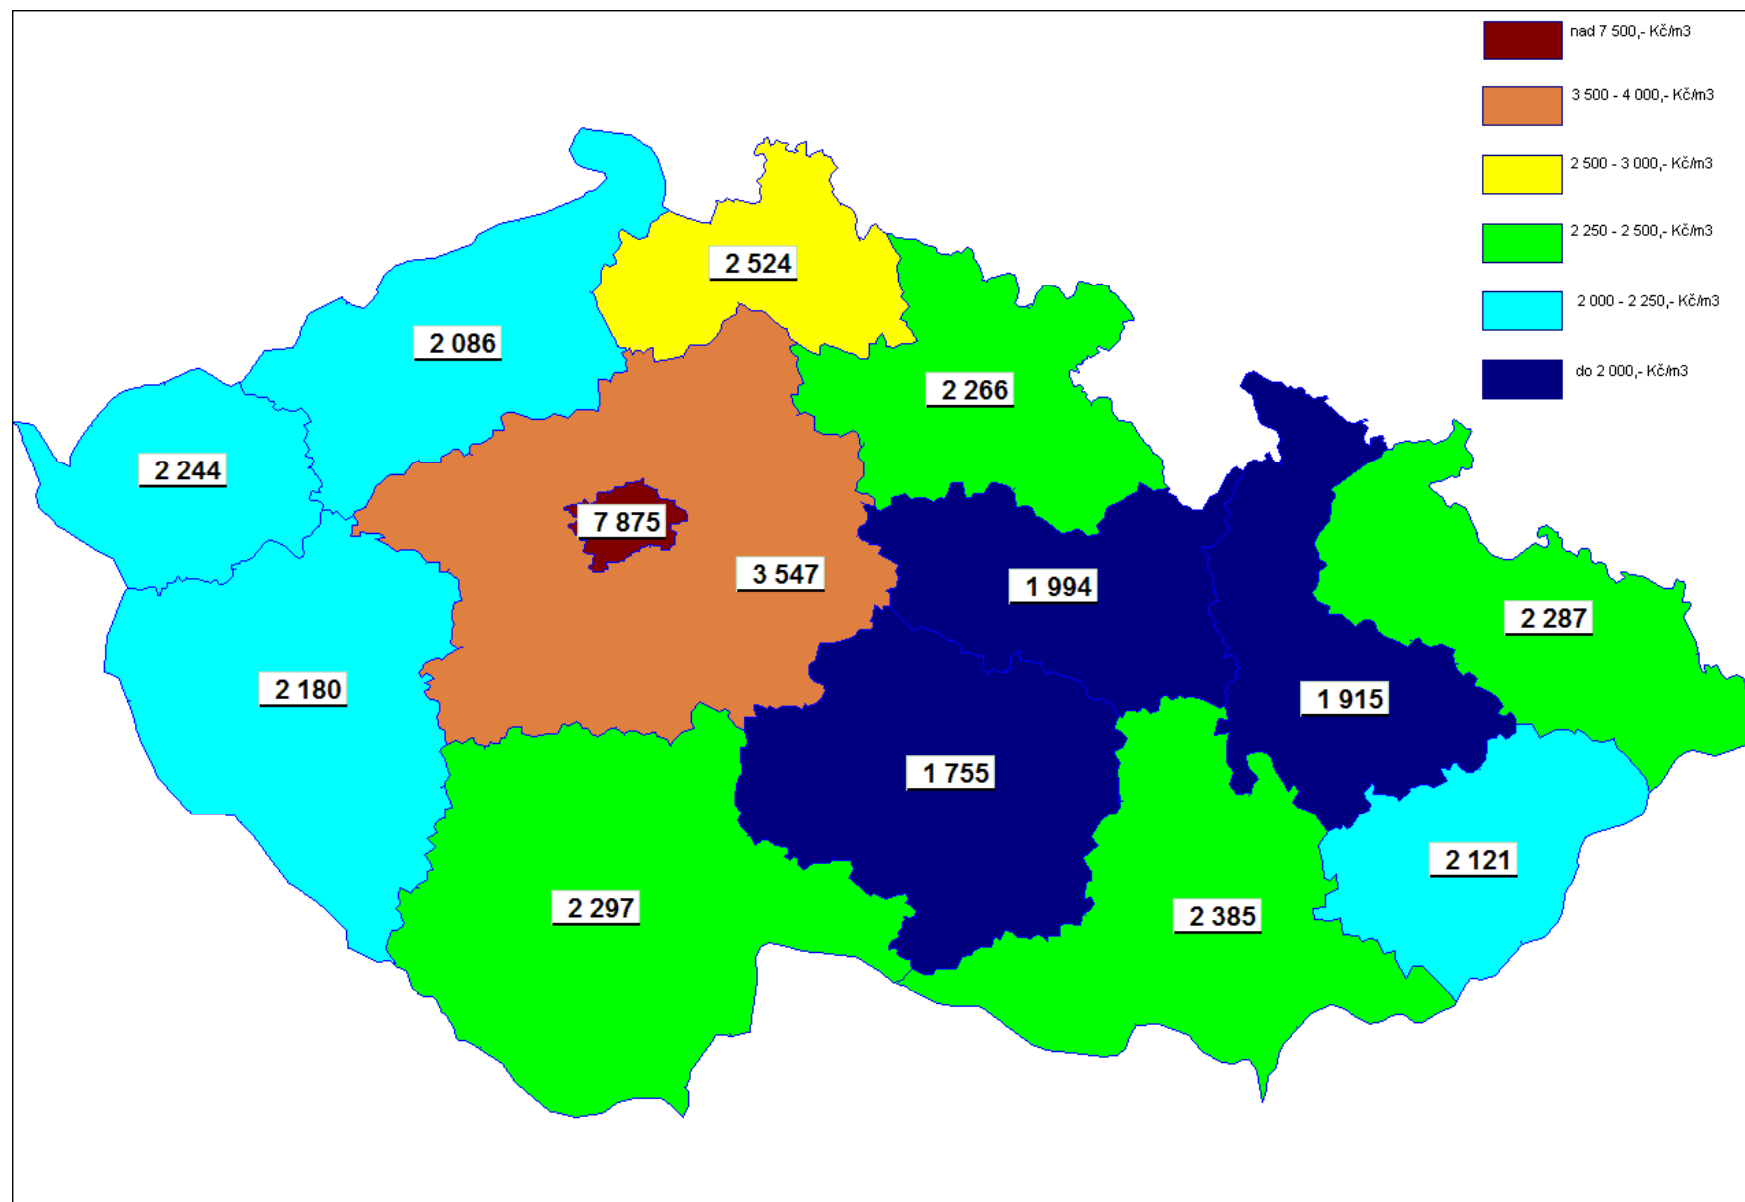 nad 7 500,- Kč/m3
3 500 - 4 000,- Kč/m3
2 500 - 3 000,- Kč/m3
2 250 - 2 500,- Kč/m3
2 000 - 2 250,- Kč/m3
do 2 000,- Kč/m3
2 524
2 086
2 266
2 244
7 875
3 547
1 994
2 287
2 180
1 915
1 755
2 121
2 297
2 385